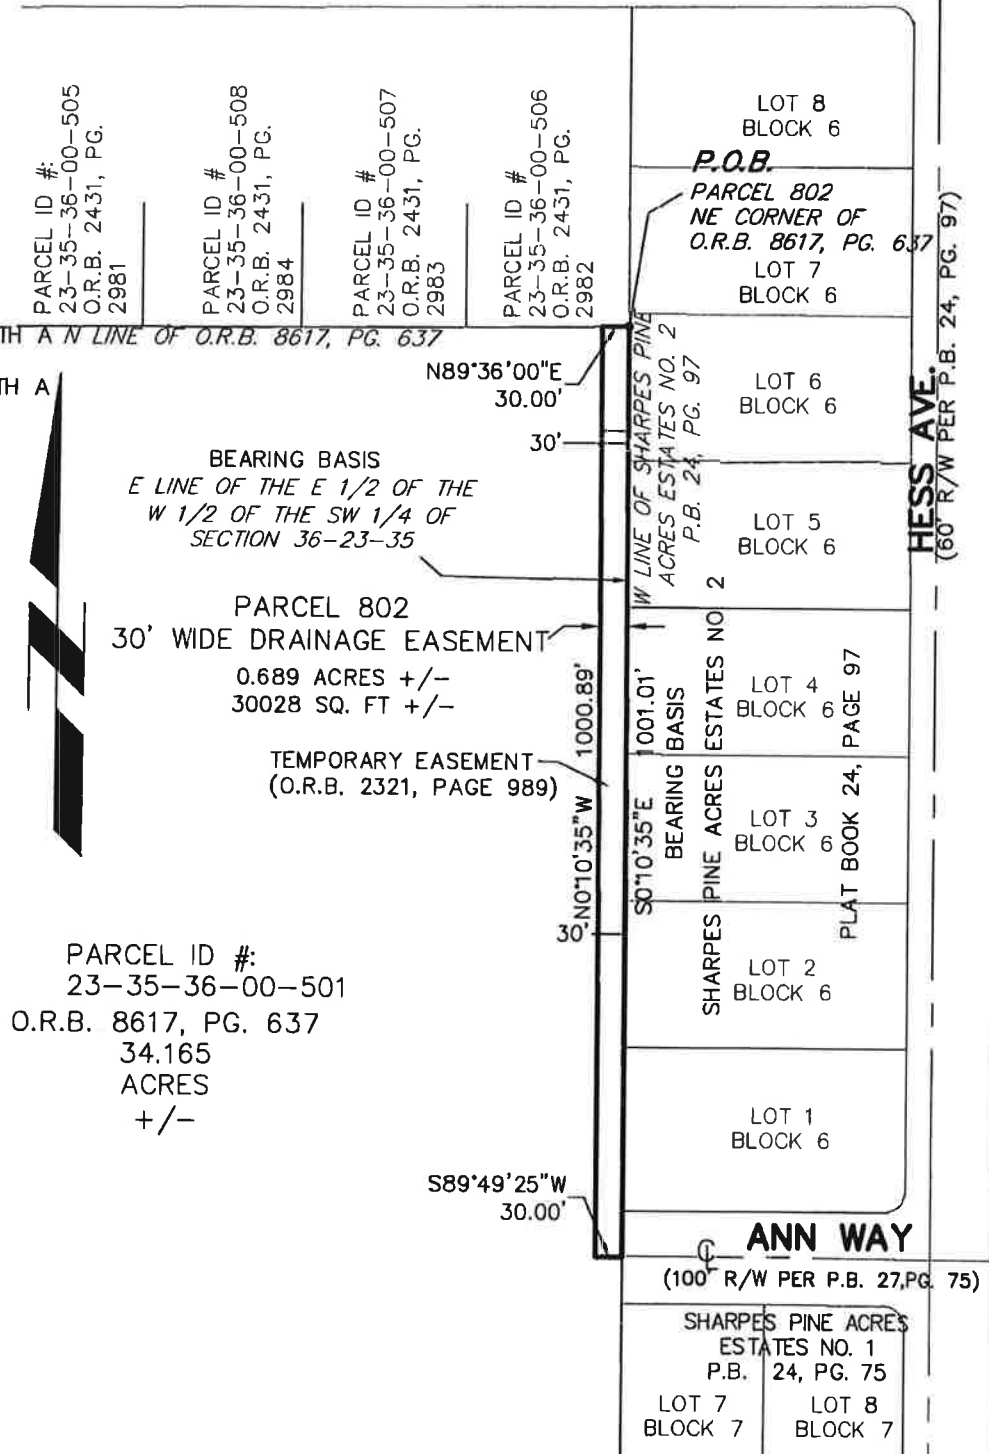 PARCEL ID #:
23-35-36-00-505
O.R.B. 2431, PG.
2981
PARCEL ID #
23-35-36-00-508
O.R.B. 2431, PG.
2984
PARCEL ID #
23-35-36-00-507
O.R.B. 2431, PG.
2983
PARCEL ID #
23-35-36-00-506
O.R.B. 2431, PG.
2982
LOT 8
BLOCK 6
P.O.B.
PARCEL 802
NE CORNER OF
O.R.B. 8617, PG. 637
LOT 7
BLOCK 6
TH A N LINE OF O.R.B. 8617, PG. 637
TH A
N89°36'00"E
30.00'
30'
W LINE OF SHARPES PINE
ACRES ESTATES NO. 2
P.B. 24, PG. 97
LOT 6
BLOCK 6
HESS AVE.
(60' R/W PER P.B. 24, PG. 97)
BEARING BASIS
E LINE OF THE E 1/2 OF THE
W 1/2 OF THE SW 1/4 OF
SECTION 36-23-35
LOT 5
BLOCK 6
PARCEL 802
30' WIDE DRAINAGE EASEMENT
0.689 ACRES +/-
30028 SQ. FT +/-
TEMPORARY EASEMENT
(O.R.B. 2321, PAGE 989)
N0°10'35"W 1000.89'
S0°10'35"E 1001.01'
BEARING BASIS
SHARPES PINE ACRES ESTATES NO 2
PLAT BOOK 24, PAGE 97
LOT 4
BLOCK 6
LOT 3
BLOCK 6
30'
LOT 2
BLOCK 6
PARCEL ID #:
23-35-36-00-501
O.R.B. 8617, PG. 637
34.165
ACRES
+/-
LOT 1
BLOCK 6
S89°49'25"W
30.00'
CL ANN WAY
(100' R/W PER P.B. 27,PG. 75)
SHARPES PINE ACRES
ESTATES NO. 1
P.B. 24, PG. 75
LOT 7
BLOCK 7
LOT 8
BLOCK 7